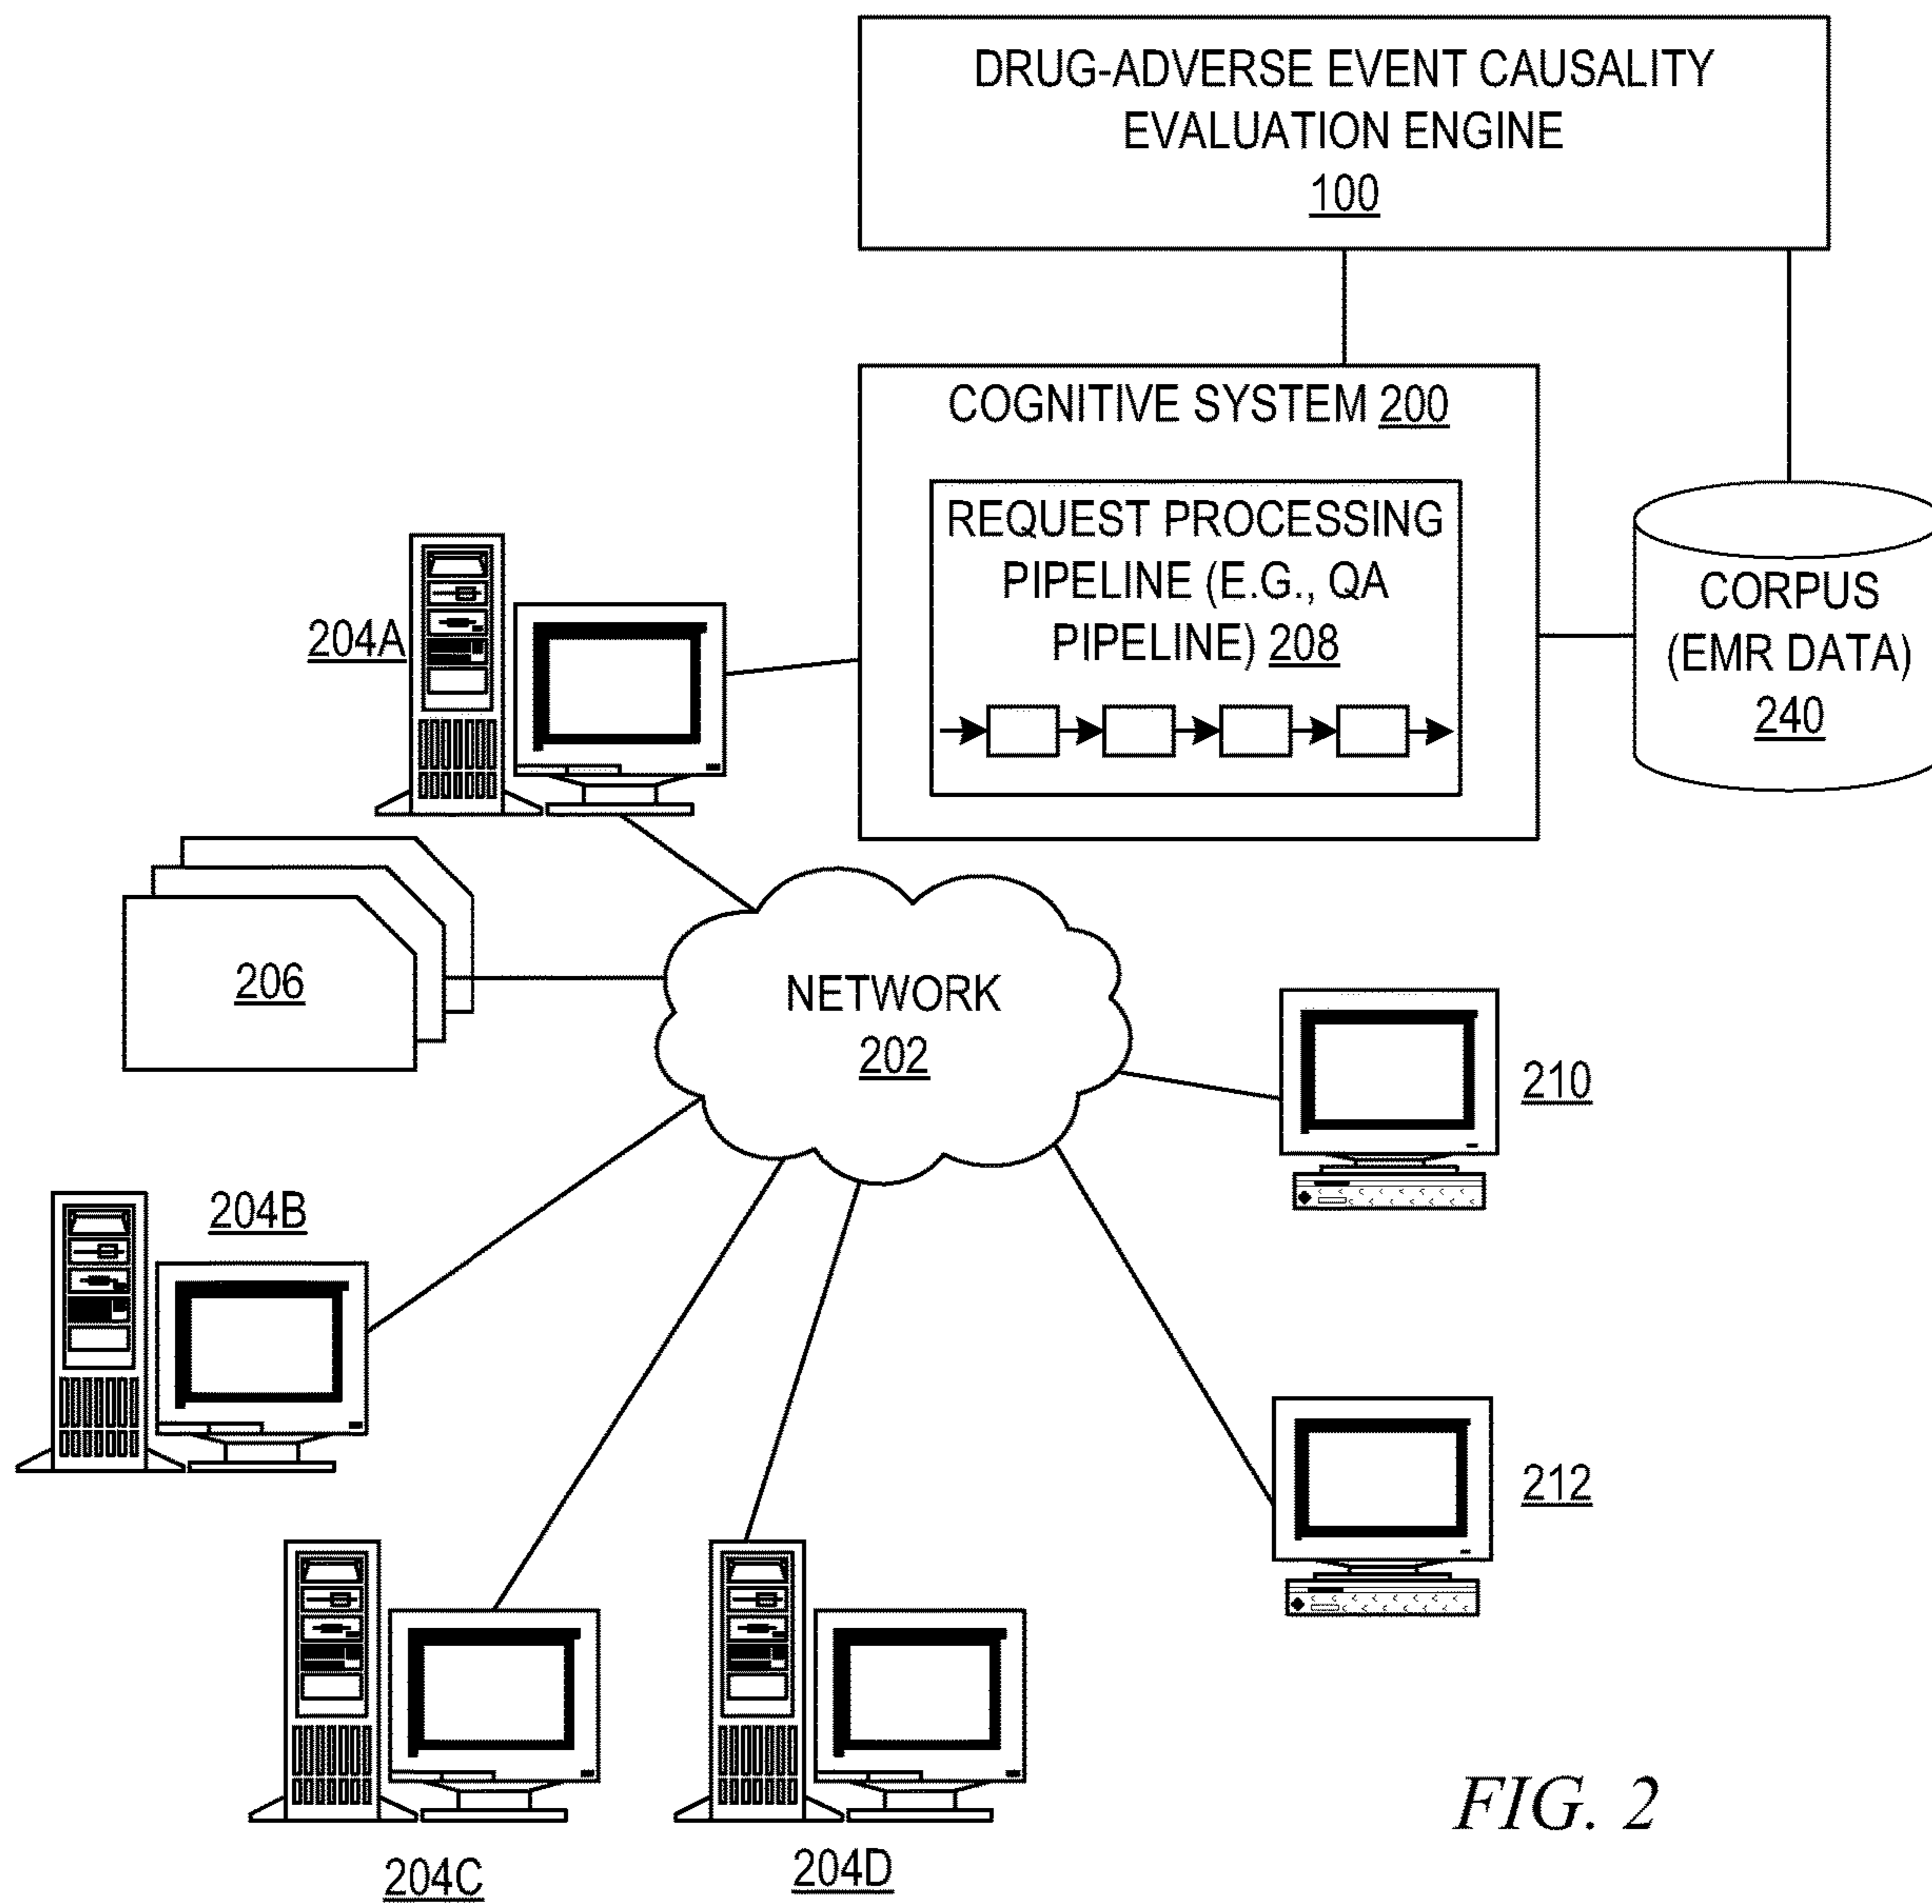 DRUG-ADVERSE EVENT CAUSALITY
EVALUATION ENGINE
100
COGNITIVE SYSTEM 200
REQUEST PROCESSING
PIPELINE (E.G., QA
PIPELINE) 208
CORPUS
(EMR DATA)
240
204A
206
NETWORK
202
210
204B
212
204C
204D
FIG. 2